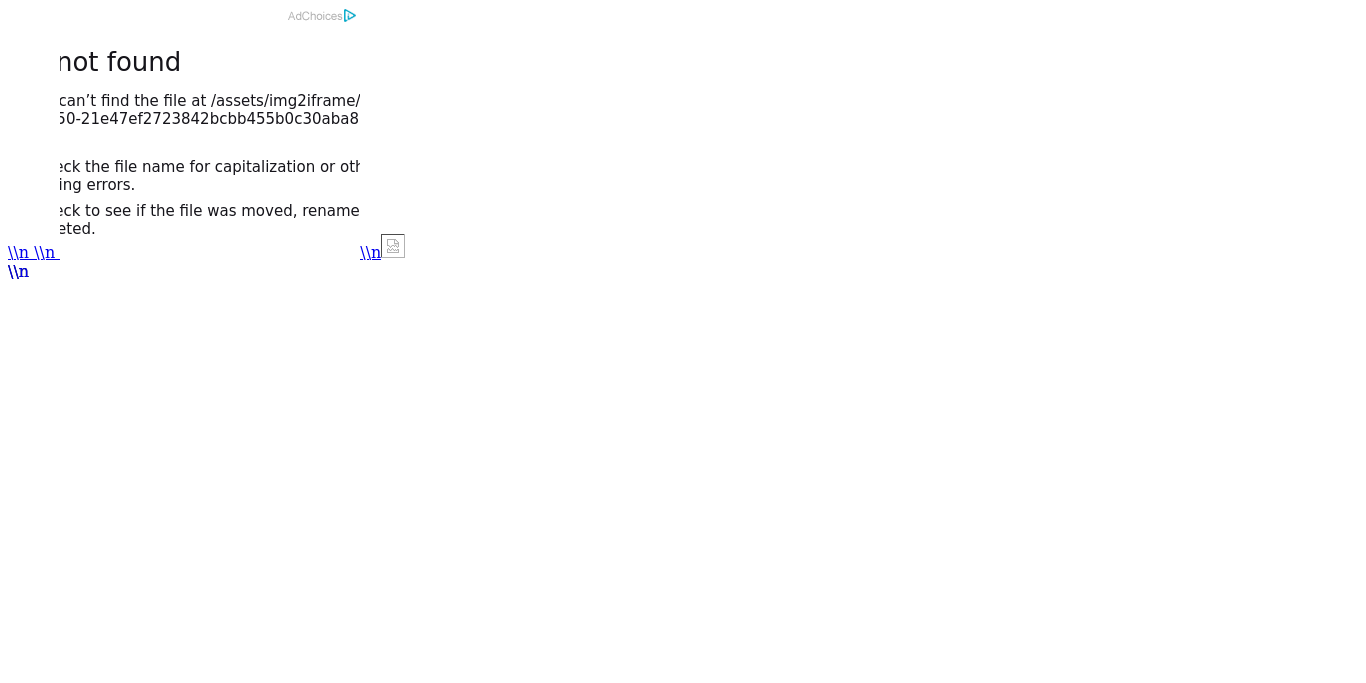 AdChoices
not found
can’t find the file at /assets/img2iframe/
50-21e47ef2723842bcbb455b0c30aba8
eck the file name for capitalization or oth
ing errors.
eck to see if the file was moved, rename
eted.
\\n \\n \\n
\\n